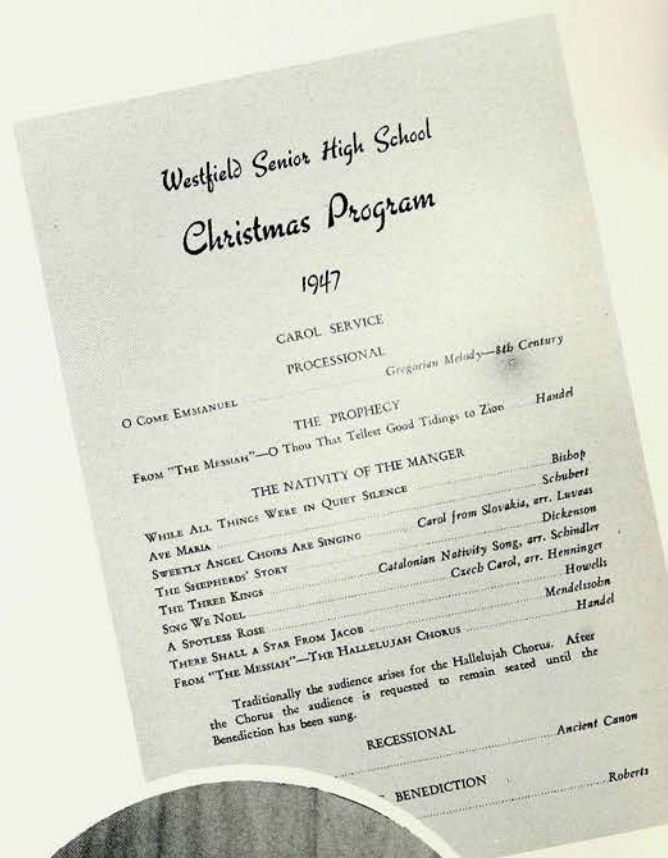 Westfield Senior High School
Christmas Program
1947
CAROL SERVICE
PROCESSIONAL
O COME EMMANUEL Gregorian Melody—8th Century
THE PROPHECY
FROM "THE MESSIAH"—O Thou That Tellest Good Tidings to Zion Handel
THE NATIVITY OF THE MANGER
WHILE ALL THINGS WERE IN QUIET SILENCE Bishop
AVE MARIA Schubert
SWEETLY ANGEL CHOIRS ARE SINGING Carol from Slovakia, arr. Luvaas
THE SHEPHERDS' STORY Dickenson
THE THREE KINGS Catalonian Nativity Song, arr. Schindler
SING WE NOEL Czech Carol, arr. Henninger
A SPOTLESS ROSE Howells
THERE SHALL A STAR FROM JACOB Mendelssohn
FROM "THE MESSIAH"—THE HALLELUJAH CHORUS Handel
Traditionally the audience arises for the Hallelujah Chorus. After
the Chorus the audience is requested to remain seated until the
Benediction has been sung.
RECESSIONAL
Ancient Canon
BENEDICTION
Roberts